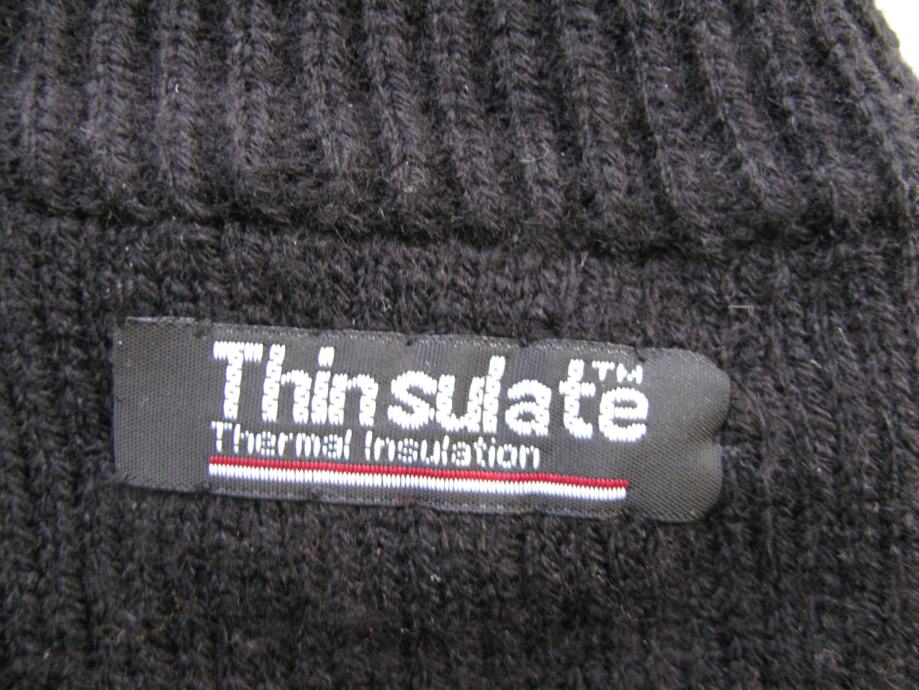 Thinsulate™
Thermal Insulation